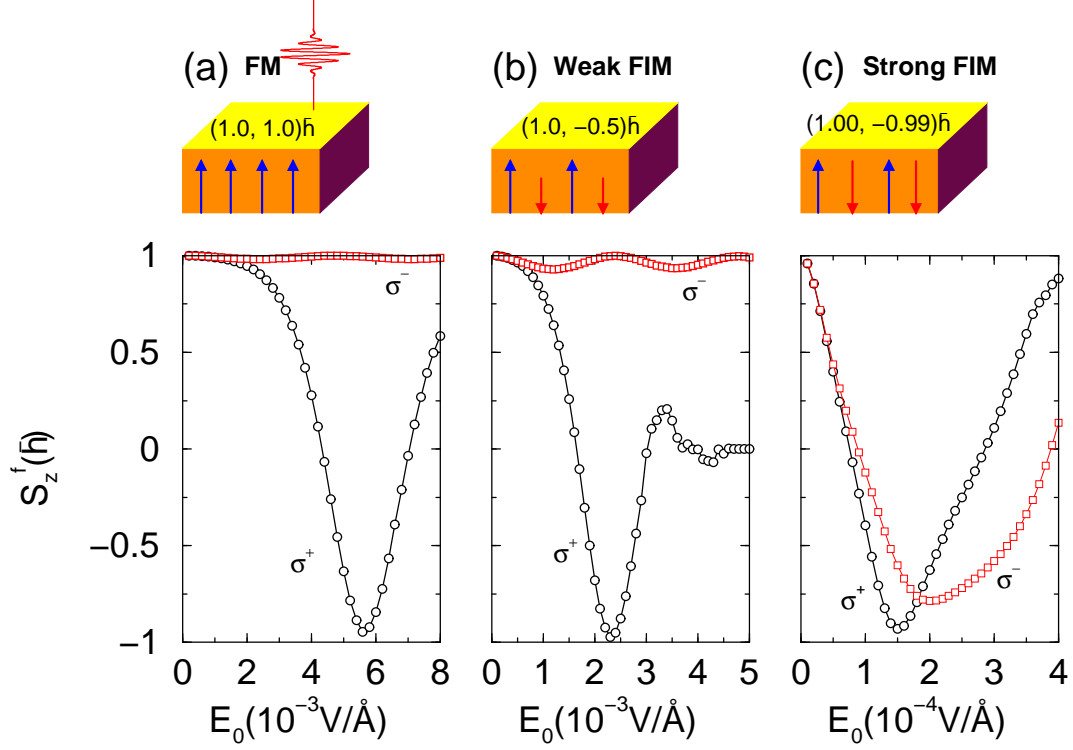 (a) FM
(b) Weak FIM
(c) Strong FIM
(1.0, 1.0)ħ
(1.0, −0.5)ħ
(1.00, −0.99)ħ
S_z^f(ħ)
1
0.5
0
−0.5
−1
σ⁻
σ⁺
σ⁻
σ⁺
σ⁺
σ⁻
0 2 4 6 8
0 1 2 3 4 5
0 1 2 3 4
E₀(10⁻³V/Å)
E₀(10⁻³V/Å)
E₀(10⁻⁴V/Å)